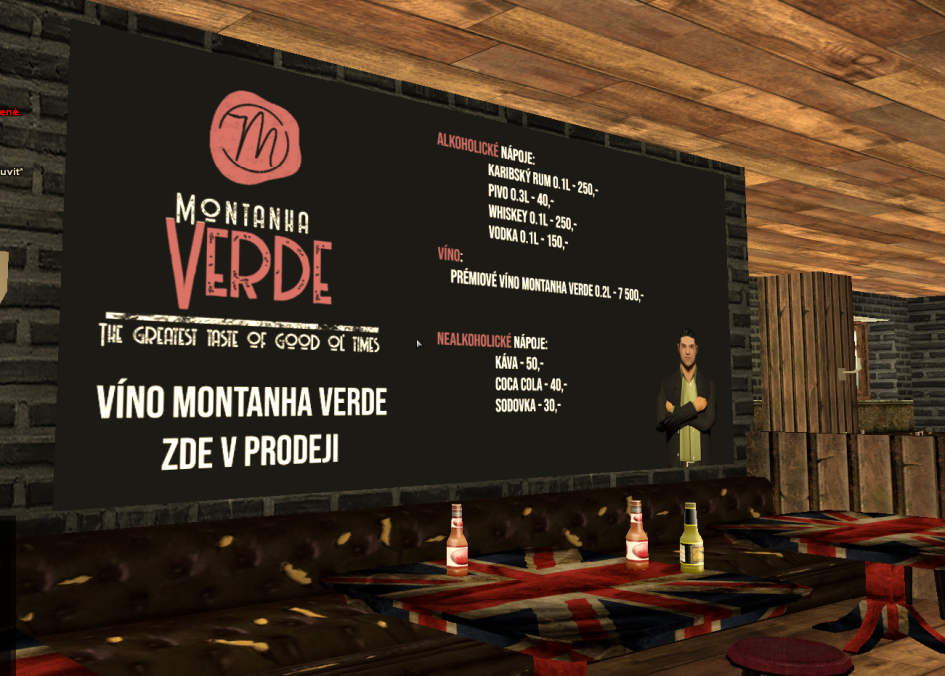 ené.
uvit"
M
MONTANHA
VERDE
THE GREATEST TASTE OF GOOD OL' TIMES
VÍNO MONTANHA VERDE
ZDE V PRODEJI
ALKOHOLICKÉ NÁPOJE:
KARIBSKÝ RUM 0.1L - 250,-
PIVO 0.3L - 40,-
WHISKEY 0.1L - 250,-
VODKA 0.1L - 150,-
VÍNO:
PRÉMIOVÉ VÍNO MONTANHA VERDE 0.2L - 7 500,-
NEALKOHOLICKÉ NÁPOJE:
KÁVA - 50,-
COCA COLA - 40,-
SODOVKA - 30,-